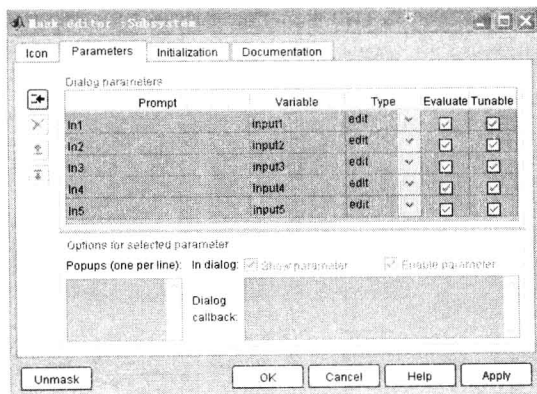 Mask editor :Subsystem
Icon Parameters Initialization Documentation
Dialog parameters
Prompt Variable Type Evaluate Tunable
In1 input1 edit
In2 input2 edit
In3 input3 edit
In4 input4 edit
In5 input5 edit
Options for selected parameter
Popups (one per line): In dialog: Show parameter Enable parameter
Dialog
callback:
Unmask OK Cancel Help Apply